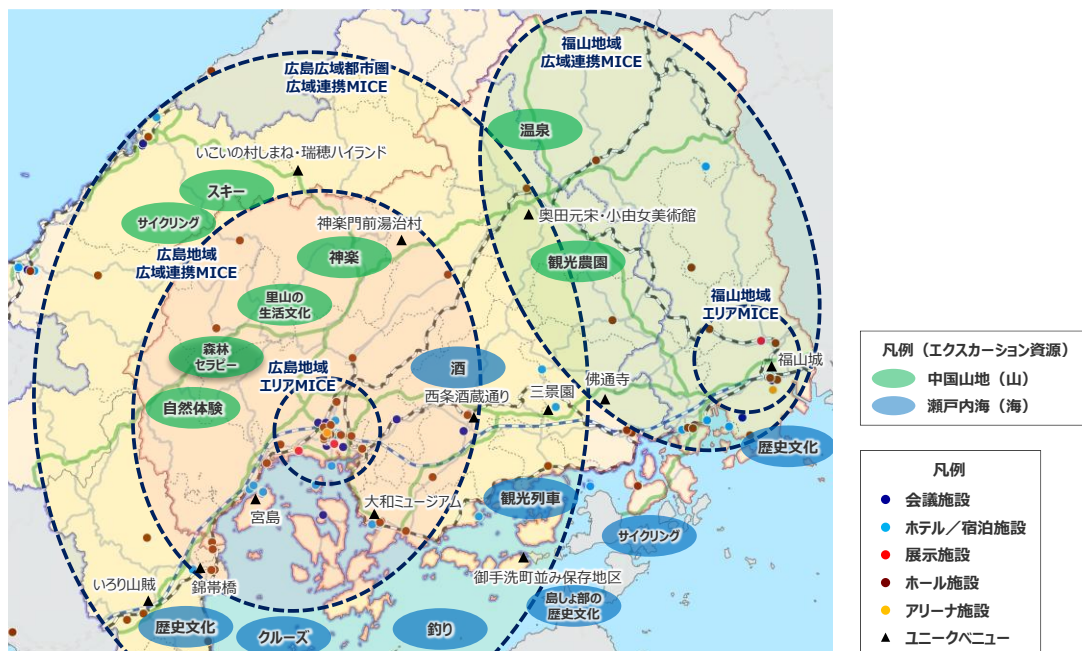 福山地域
広域連携MICE
広島広域都市圏
広域連携MICE
温泉
いこいの村しまね・瑞穂ハイランド
スキー
サイクリング
神楽門前湯治村
奥田元宋・小由女美術館
広島地域
広域連携MICE
神楽
観光農園
里山の
生活文化
福山地域
エリアMICE
森林
セラピー
広島地域
エリアMICE
酒
福山城
自然体験
西条酒蔵通り
三景園
佛通寺
歴史文化
大和ミュージアム
観光列車
宮島
サイクリング
いろり山賊
錦帯橋
御手洗町並み保存地区
島しょ部の
歴史文化
歴史文化
クルーズ
釣り
凡例（エクスカーション資源）
中国山地（山）
瀬戸内海（海）
凡例
会議施設
ホテル／宿泊施設
展示施設
ホール施設
アリーナ施設
ユニークベニュー